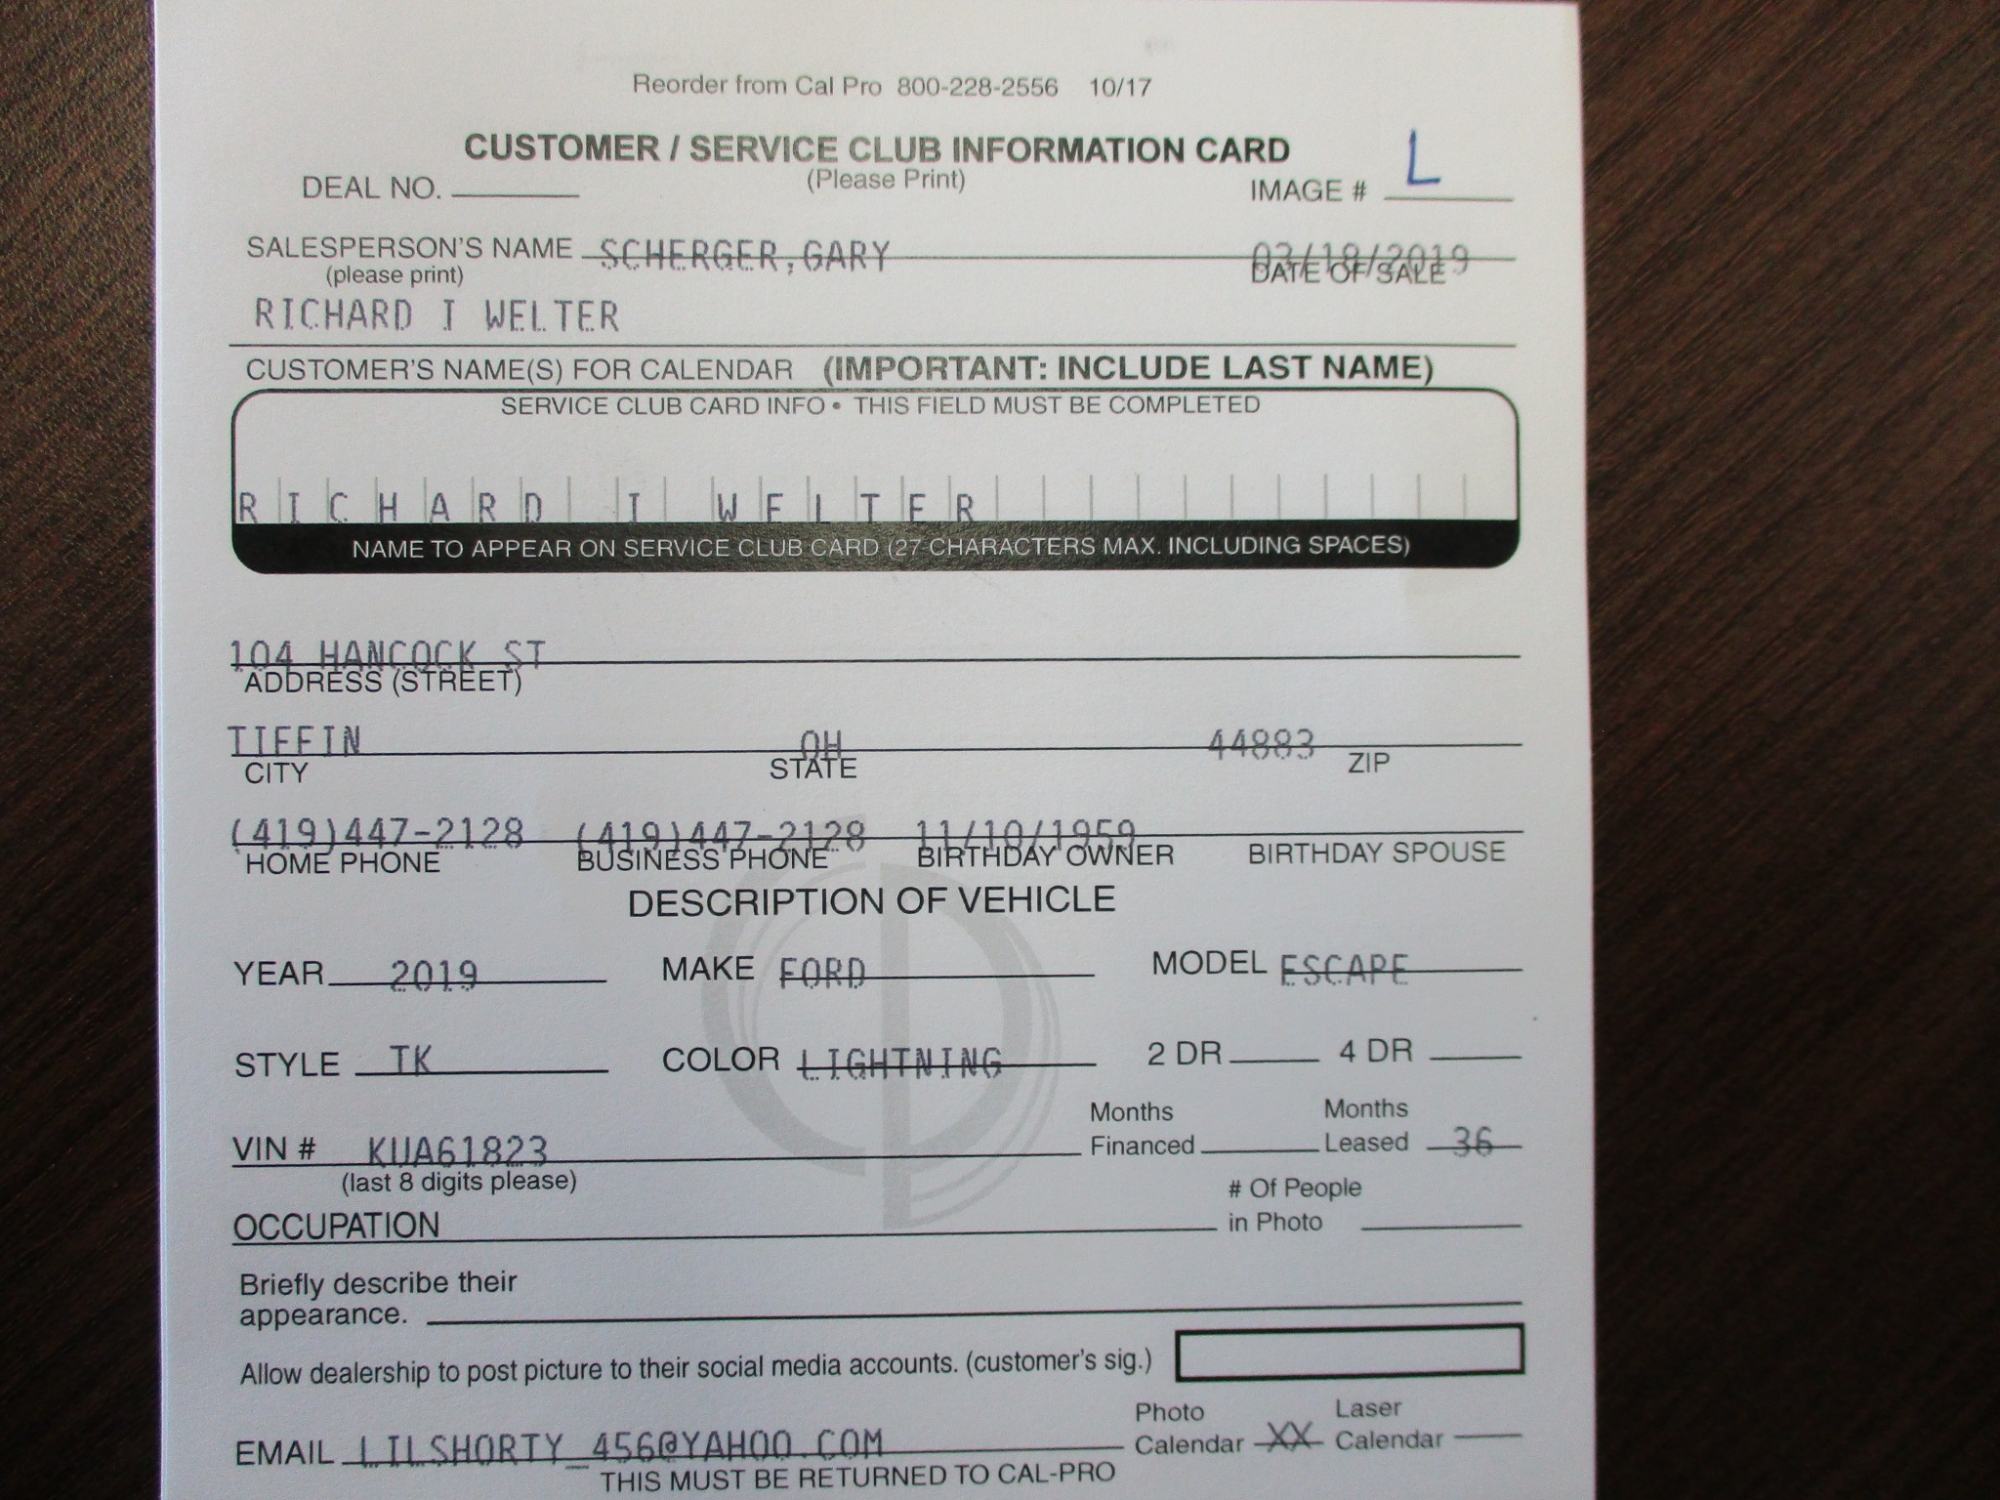 Reorder from Cal Pro 800-228-2556 10/17
CUSTOMER / SERVICE CLUB INFORMATION CARD
(Please Print)
DEAL NO. IMAGE # L
SALESPERSON'S NAME SCHERGER,GARY 03/18/2019
(please print) DATE OF SALE
RICHARD I WELTER
CUSTOMER'S NAME(S) FOR CALENDAR (IMPORTANT: INCLUDE LAST NAME)
SERVICE CLUB CARD INFO • THIS FIELD MUST BE COMPLETED
RICHARD I WELTER
NAME TO APPEAR ON SERVICE CLUB CARD (27 CHARACTERS MAX. INCLUDING SPACES)
104 HANCOCK ST
ADDRESS (STREET)
TIFFIN OH 44883
CITY STATE ZIP
(419)447-2128 (419)447-2128 11/10/1959
HOME PHONE BUSINESS PHONE BIRTHDAY OWNER BIRTHDAY SPOUSE
DESCRIPTION OF VEHICLE
YEAR 2019 MAKE FORD MODEL ESCAPE
STYLE TK COLOR LIGHTNING 2 DR 4 DR
Months Months
VIN # KUA61823 Financed Leased 36
(last 8 digits please) # Of People
OCCUPATION in Photo
Briefly describe their
appearance.
Allow dealership to post picture to their social media accounts. (customer's sig.)
Photo Laser
EMAIL LILSHORTY_456@YAHOO.COM Calendar XX Calendar
THIS MUST BE RETURNED TO CAL-PRO